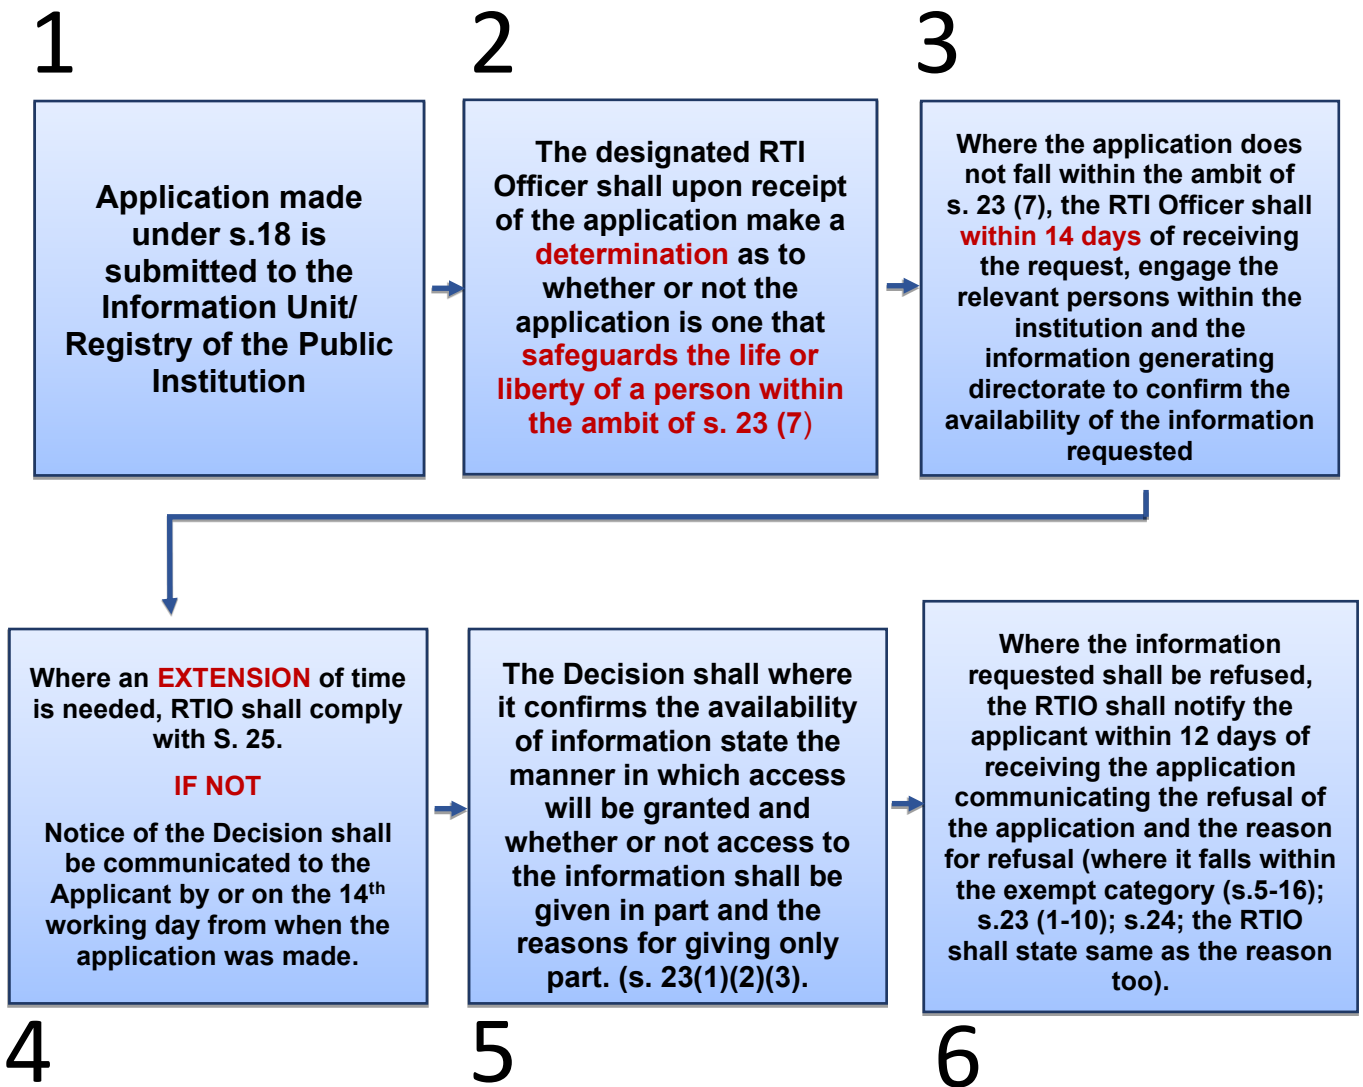 1
2
3
Application made
under s.18 is
submitted to the
Information Unit/
Registry of the Public
Institution
The designated RTI
Officer shall upon receipt
of the application make a
determination as to
whether or not the
application is one that
safeguards the life or
liberty of a person within
the ambit of s. 23 (7)
Where the application does
not fall within the ambit of
s. 23 (7), the RTI Officer shall
within 14 days of receiving
the request, engage the
relevant persons within the
institution and the
information generating
directorate to confirm the
availability of the information
requested
Where an EXTENSION of time
is needed, RTIO shall comply
with S. 25.
IF NOT
Notice of the Decision shall
be communicated to the
Applicant by or on the 14th
working day from when the
application was made.
The Decision shall where
it confirms the availability
of information state the
manner in which access
will be granted and
whether or not access to
the information shall be
given in part and the
reasons for giving only
part. (s. 23(1)(2)(3).
Where the information
requested shall be refused,
the RTIO shall notify the
applicant within 12 days of
receiving the application
communicating the refusal of
the application and the reason
for refusal (where it falls within
the exempt category (s.5-16);
s.23 (1-10); s.24; the RTIO
shall state same as the reason
too).
4
5
6